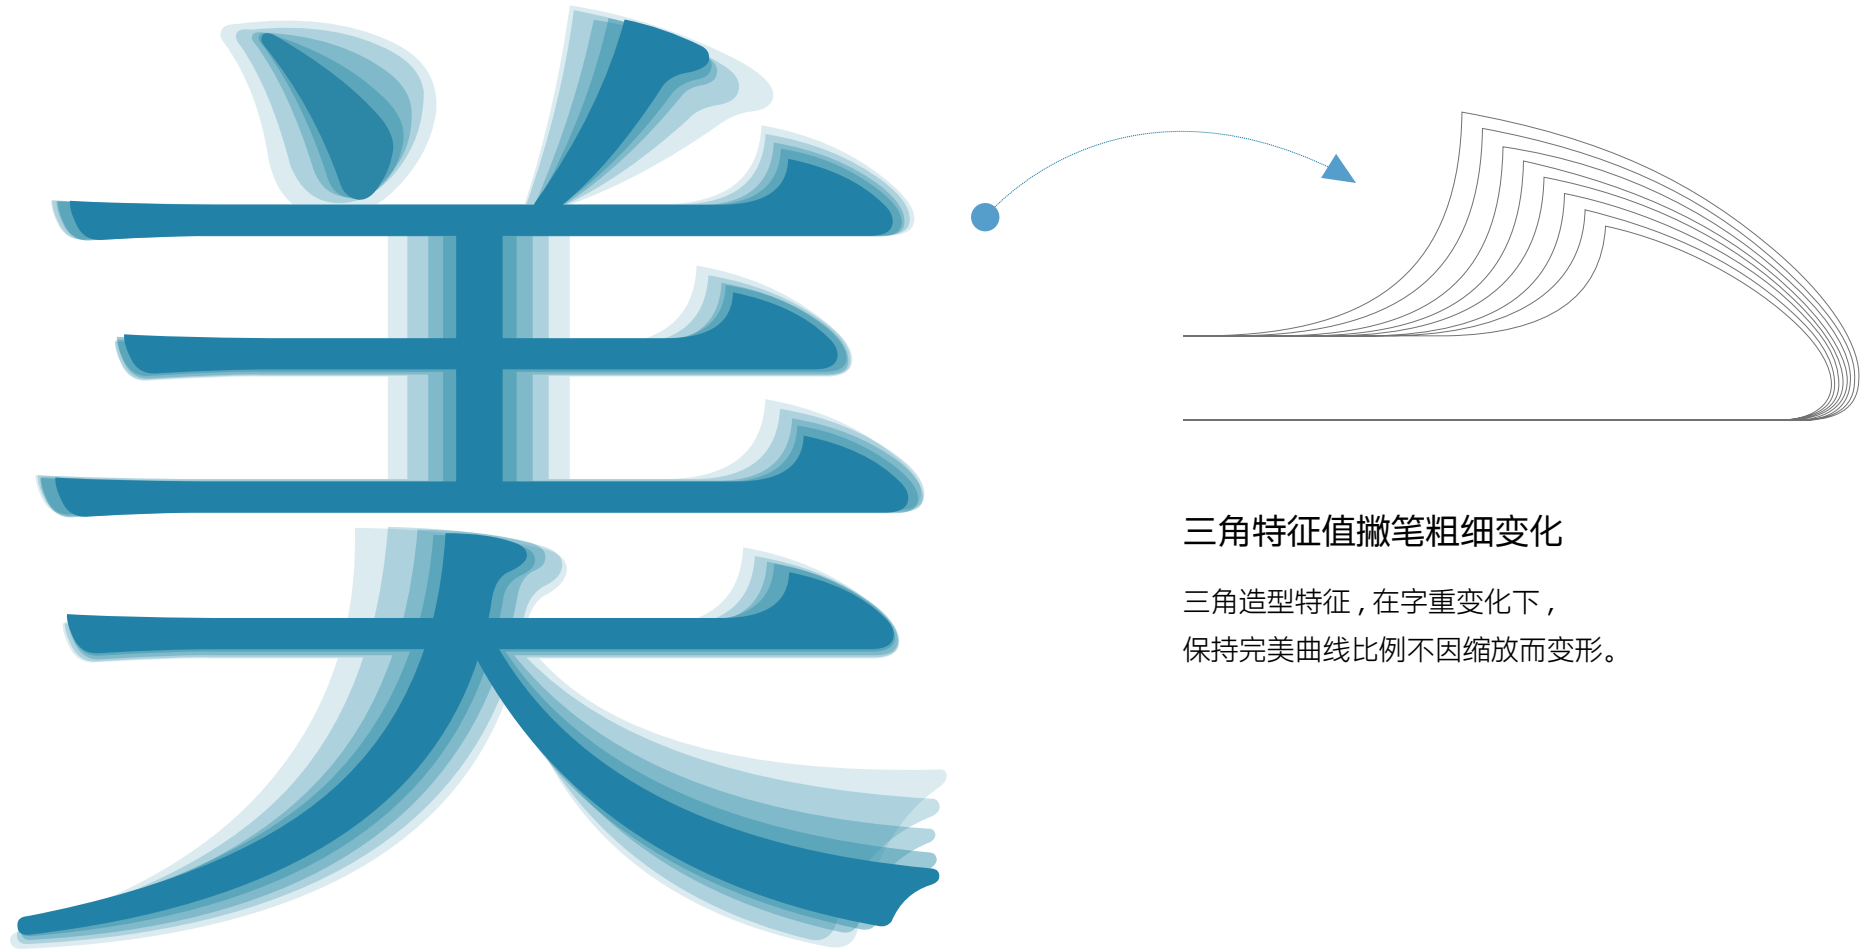 美
三角特征值撇笔粗细变化
三角造型特征 , 在字重变化下 ,
保持完美曲线比例不因缩放而变形。